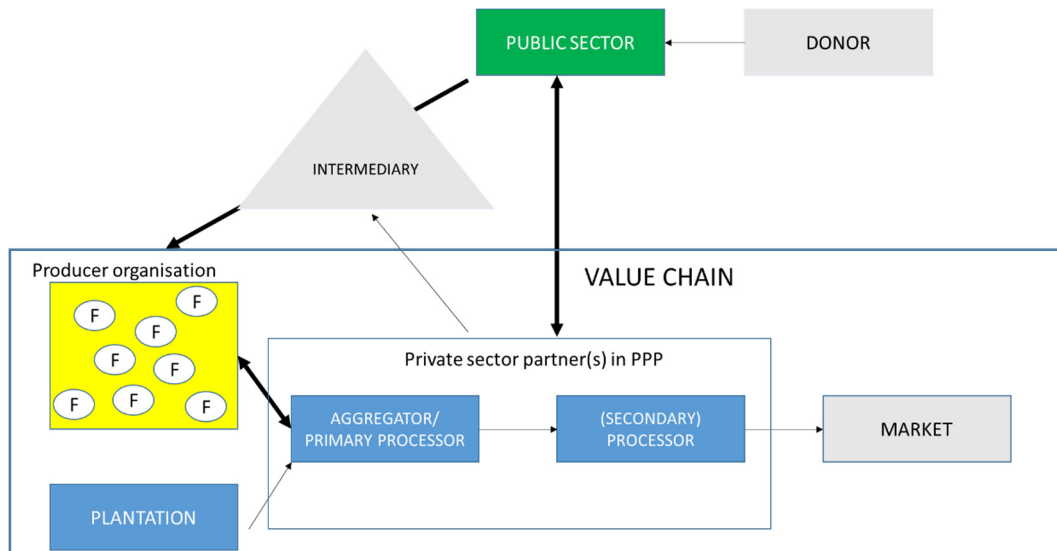 PUBLIC SECTOR
DONOR
INTERMEDIARY
Producer organisation
VALUE CHAIN
F
F
F
F
F
F
F
F
Private sector partner(s) in PPP
AGGREGATOR/
PRIMARY PROCESSOR
(SECONDARY)
PROCESSOR
MARKET
PLANTATION